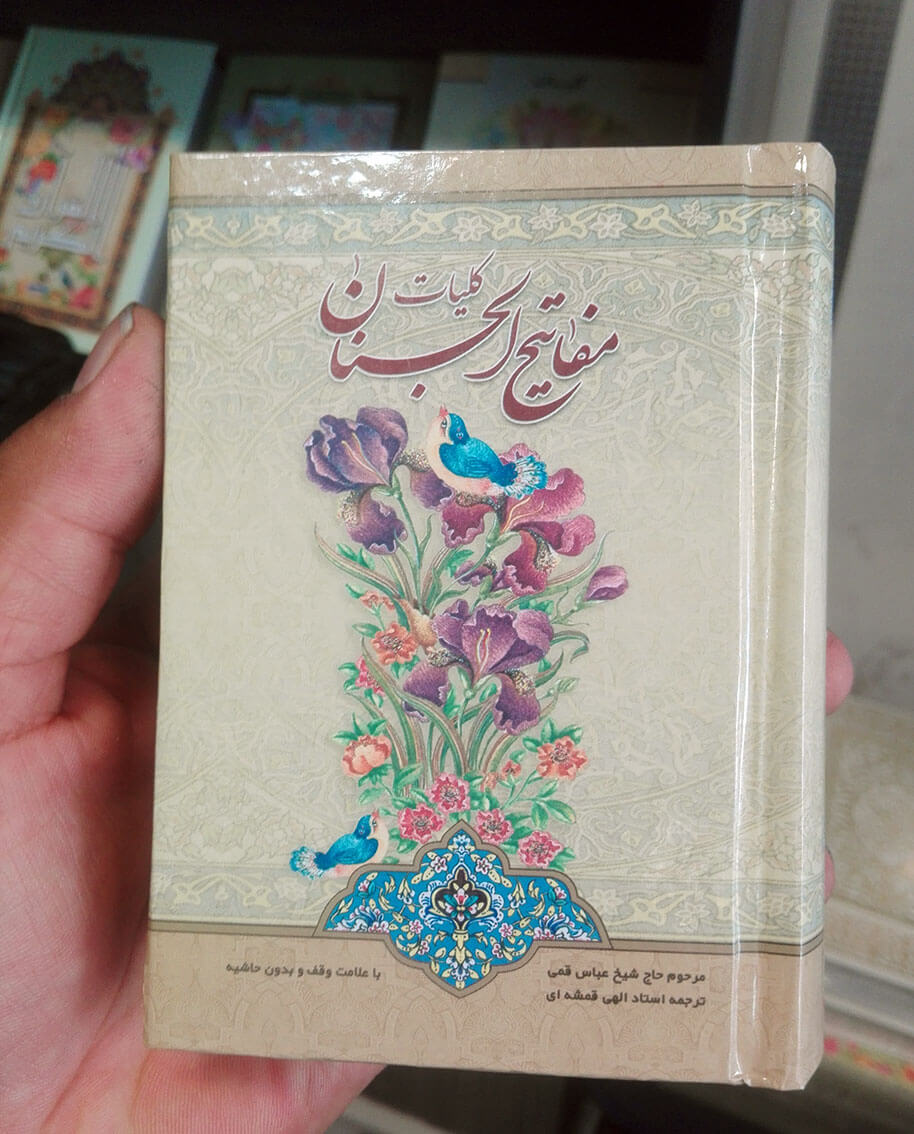 کلیات
مفاتیح الجنان
مرحوم حاج شیخ عباس قمی
ترجمه استاد الهی قمشه ای
با علامت وقف و بدون حاشیه